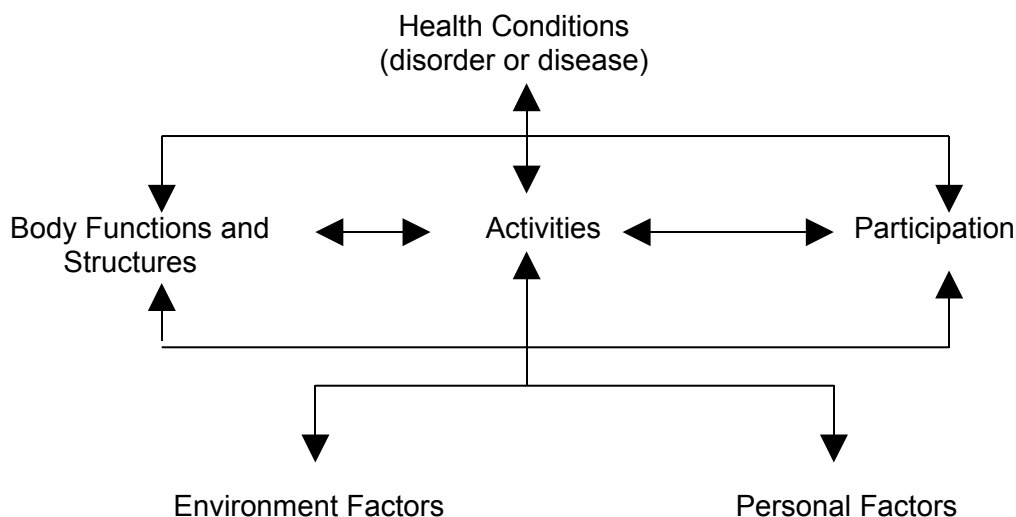 Health Conditions
(disorder or disease)
Body Functions and
Structures
Activities
Participation
Environment Factors
Personal Factors